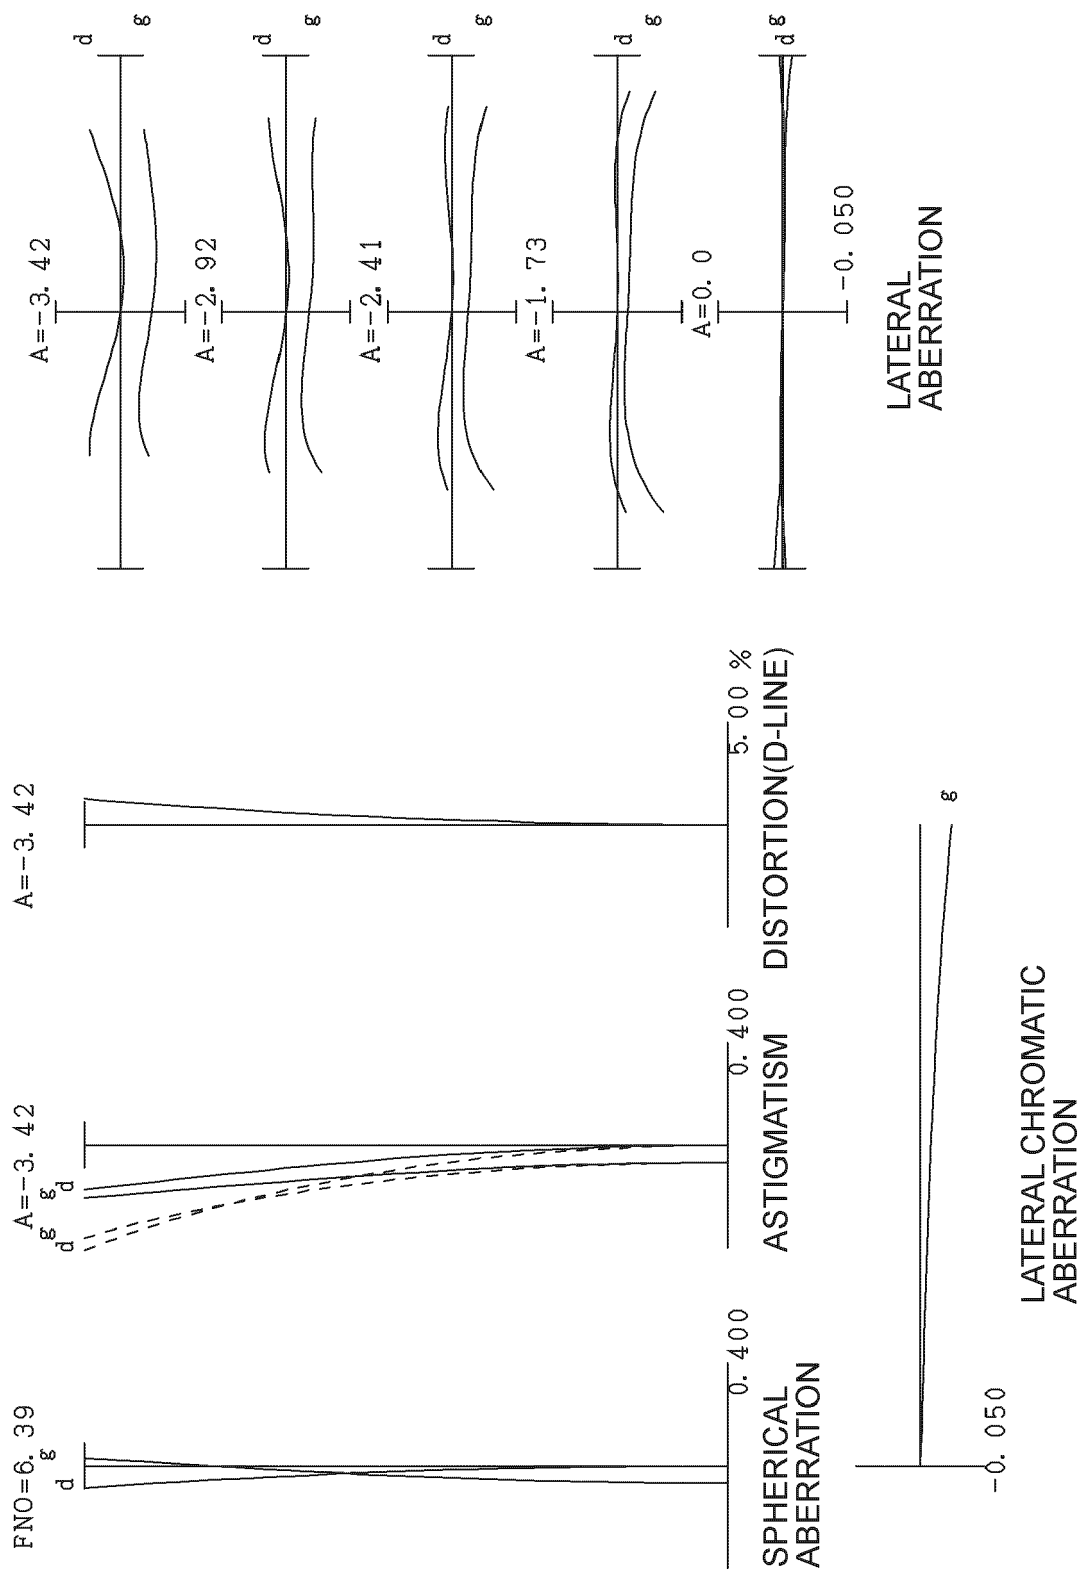 FNO=6. 39
d
g
0. 400
SPHERICAL
ABERRATION
A=-3. 42
d
g
g
d
0. 400
ASTIGMATISM
A=-3. 42
5. 00 %
DISTORTION(D-LINE)
-0. 050
g
LATERAL CHROMATIC
ABERRATION
A=-3. 42
d
g
A=-2. 92
d
g
A=-2. 41
d
g
A=-1. 73
d
g
A=0. 0
d
g
-0. 050
LATERAL
ABERRATION